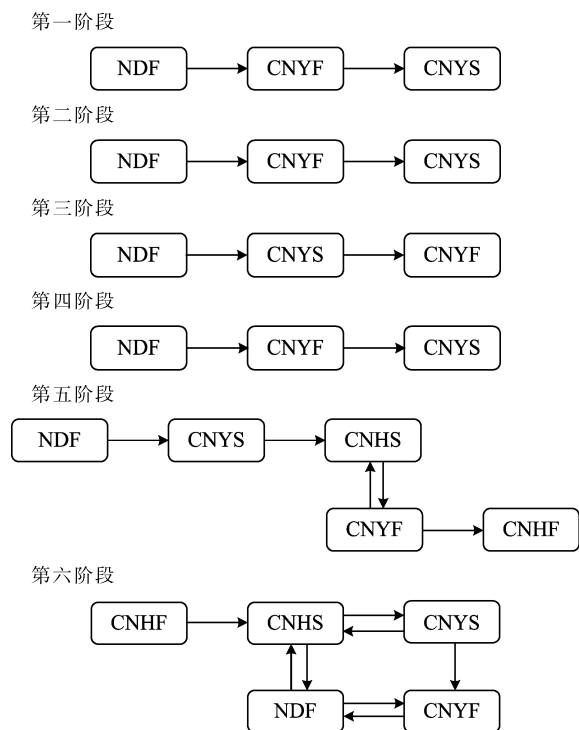 第一阶段
NDF CNYF CNYS
第二阶段
NDF CNYF CNYS
第三阶段
NDF CNYS CNYF
第四阶段
NDF CNYF CNYS
第五阶段
NDF CNYS CNHS
CNYF CNHF
第六阶段
CNHF CNHS CNYS
NDF CNYF